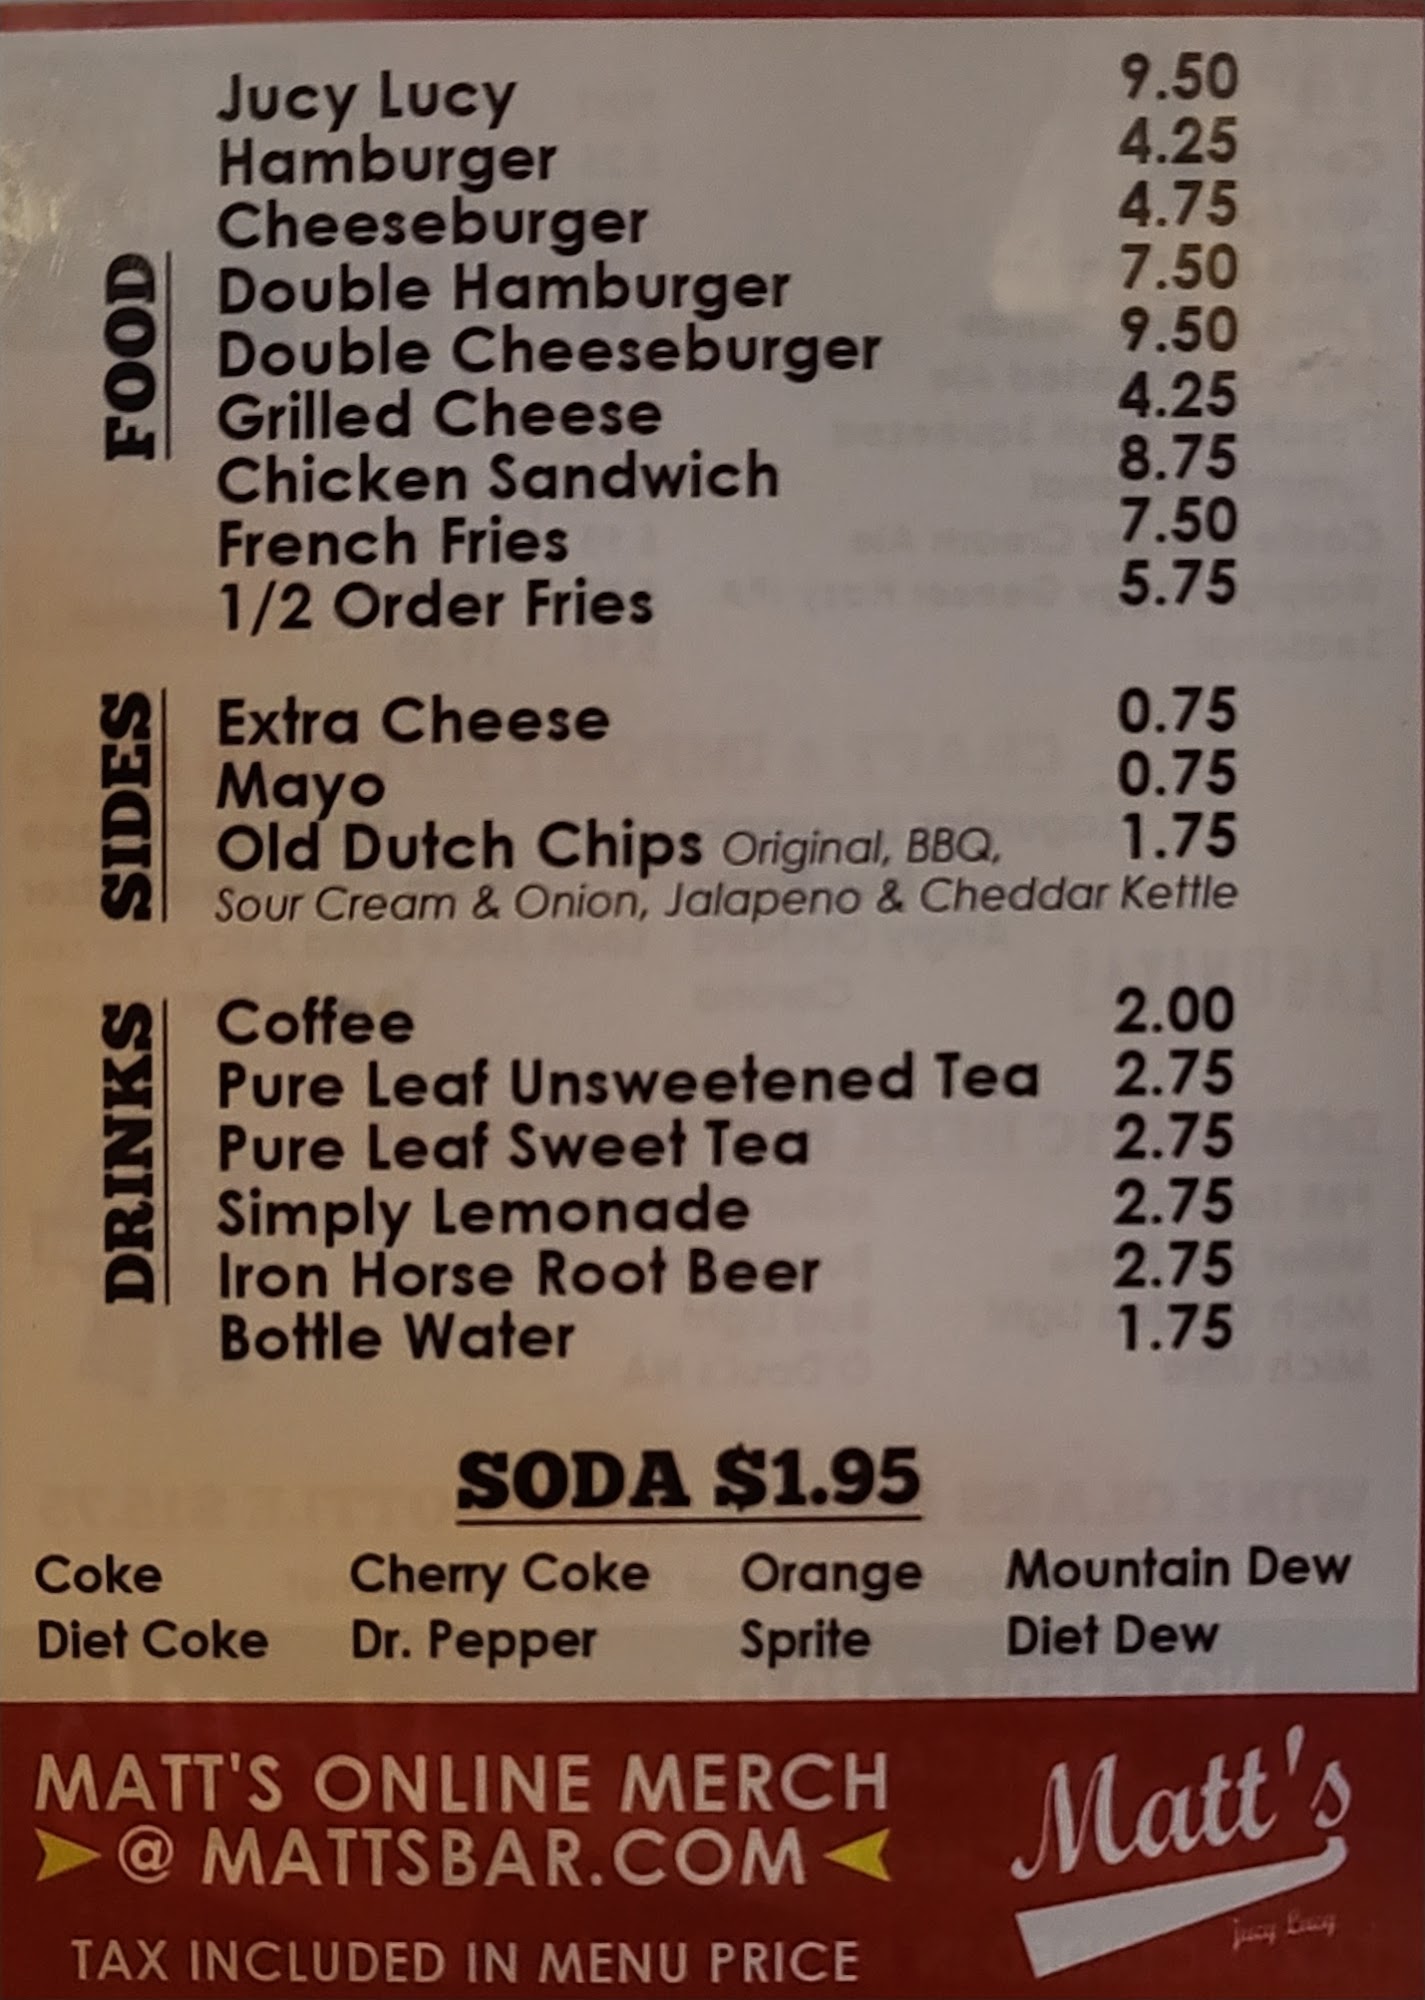 FOOD
Jucy Lucy 9.50
Hamburger 4.25
Cheeseburger 4.75
Double Hamburger 7.50
Double Cheeseburger 9.50
Grilled Cheese 4.25
Chicken Sandwich 8.75
French Fries 7.50
1/2 Order Fries 5.75
SIDES
Extra Cheese 0.75
Mayo 0.75
Old Dutch Chips Original, BBQ, 1.75
Sour Cream & Onion, Jalapeno & Cheddar Kettle
DRINKS
Coffee 2.00
Pure Leaf Unsweetened Tea 2.75
Pure Leaf Sweet Tea 2.75
Simply Lemonade 2.75
Iron Horse Root Beer 2.75
Bottle Water 1.75
SODA $1.95
Coke Cherry Coke Orange Mountain Dew
Diet Coke Dr. Pepper Sprite Diet Dew
MATT'S ONLINE MERCH
@ MATTSBAR.COM
TAX INCLUDED IN MENU PRICE
Matt's
Jucy Lucy